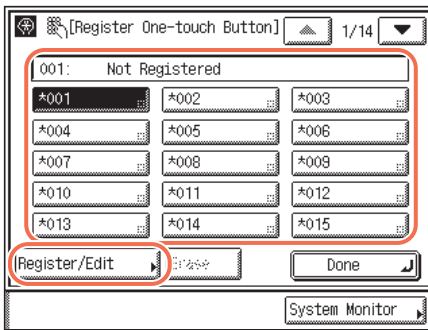 [Register One-touch Button] 1/14
001: Not Registered
*001 *002 *003
*004 *005 *006
*007 *008 *009
*010 *011 *012
*013 *014 *015
Register/Edit Erase Done
System Monitor